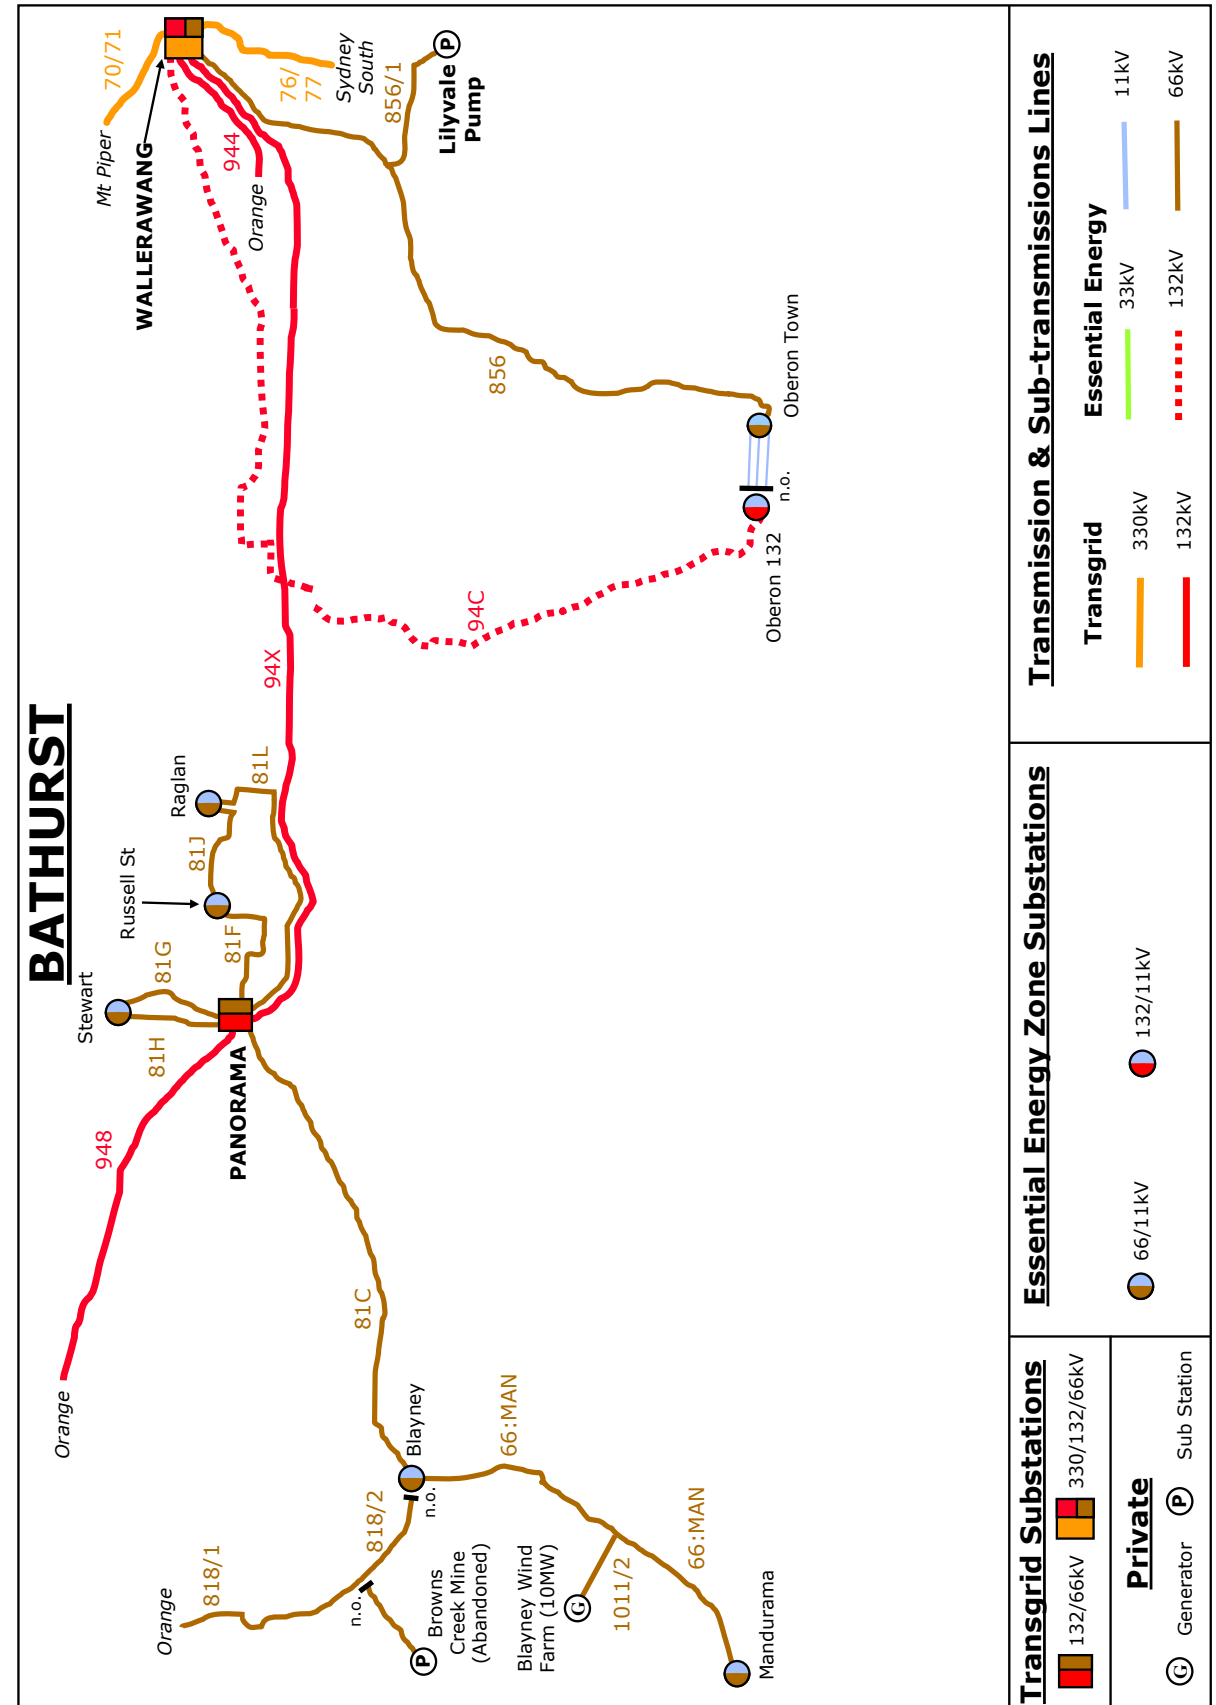 BATHURST
Orange
948
Stewart
81H
81G
Russell St
81F
81J
Raglan
81L
PANORAMA
94X
Mt Piper
70/71
WALLERAWANG
944
Orange
76/
77
Sydney
South
856/1
Lilyvale
Pump
P
856
94C
Oberon 132
n.o.
Oberon Town
81C
Blayney
n.o.
818/2
818/1
Orange
n.o.
P
Browns
Creek Mine
(Abandoned)
Blayney Wind
Farm (10MW)
G
1011/2
66:MAN
66:MAN
Mandurama
Transgrid Substations
132/66kV
330/132/66kV
Private
G
Generator
P
Sub Station
Essential Energy Zone Substations
66/11kV
132/11kV
Transmission & Sub-transmissions Lines
Transgrid
Essential Energy
330kV
33kV
11kV
132kV
132kV
66kV